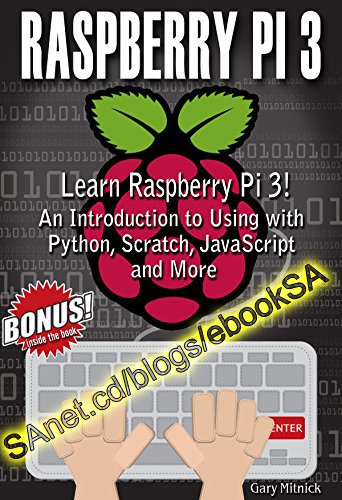 RASPBERRY PI 3
Learn Raspberry Pi 3!
An Introduction to Using with
Python, Scratch, JavaScript
and More
BONUS!
inside the book
SAnet.cd/blogs/ebookSA
ENTER
Gary Mitnick